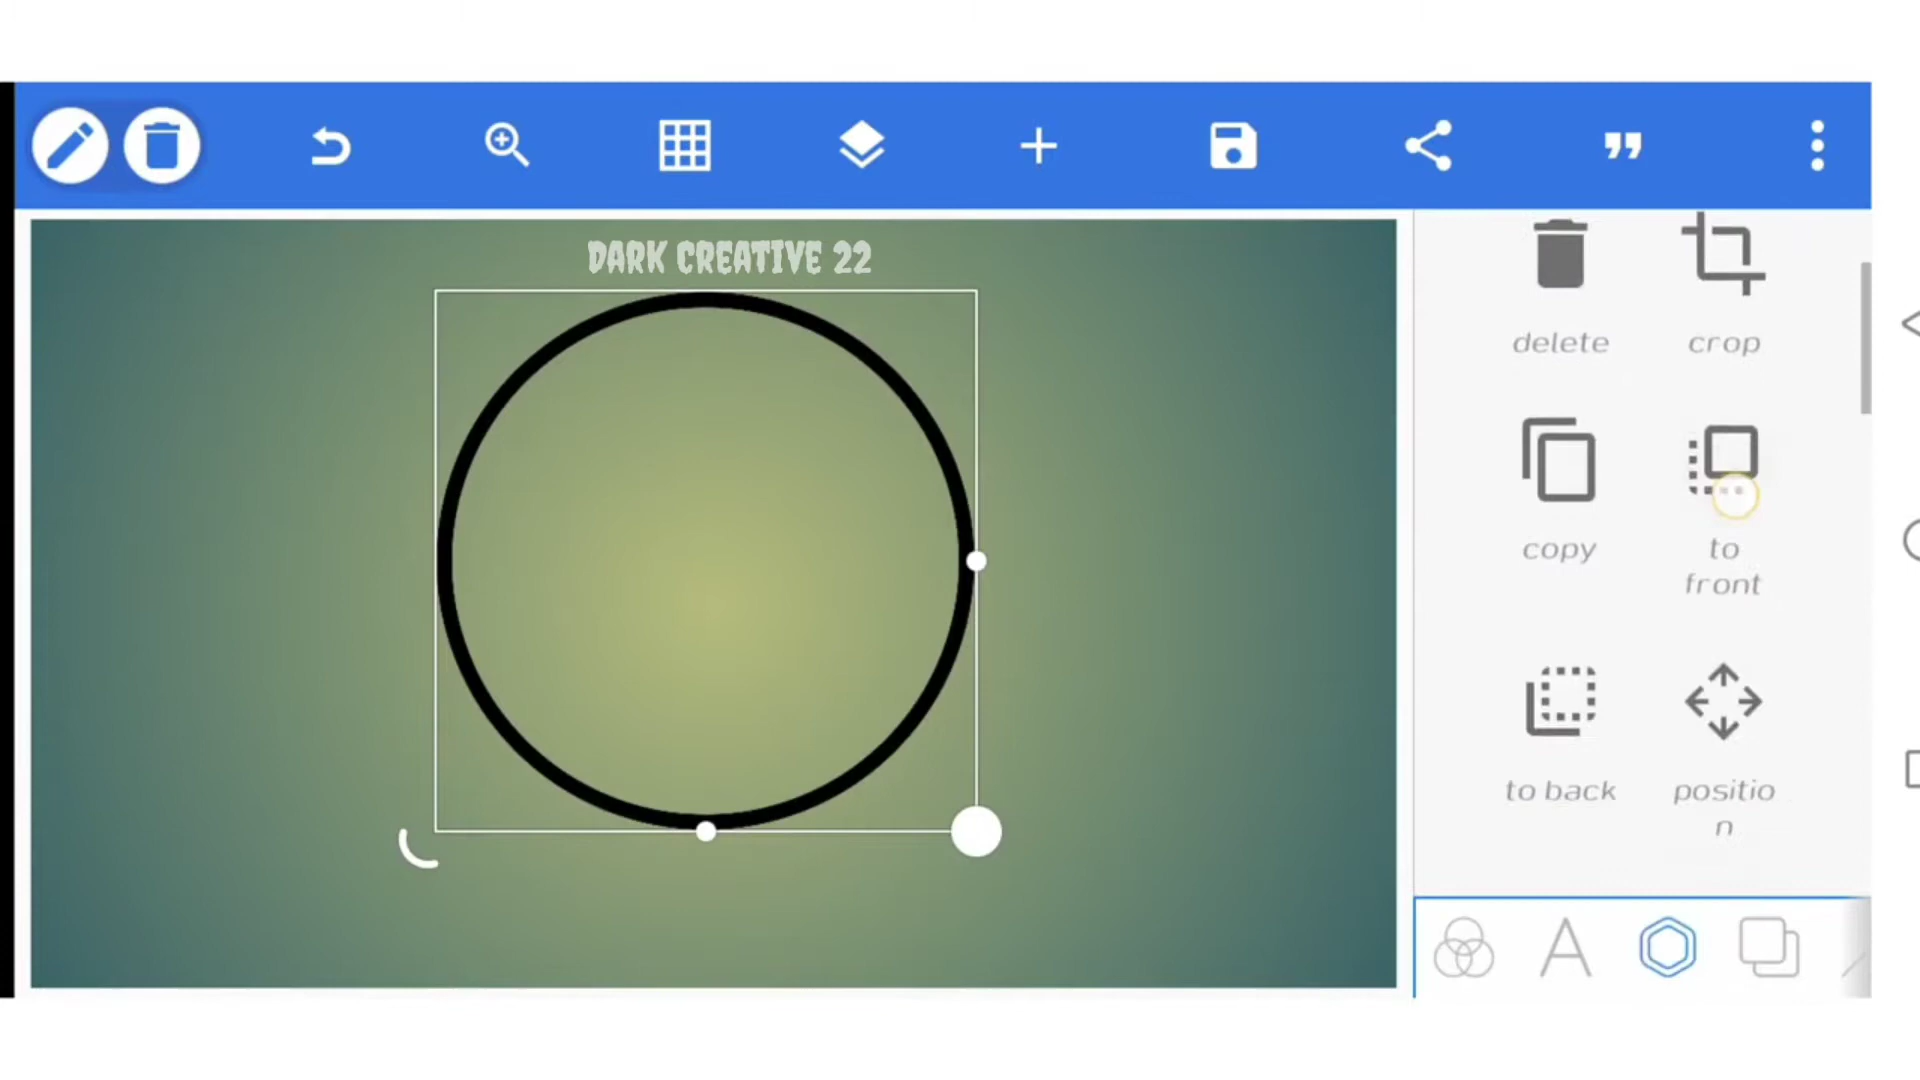 DARK CREATIVE 22
delete
crop
copy
to
front
to back
positio
n